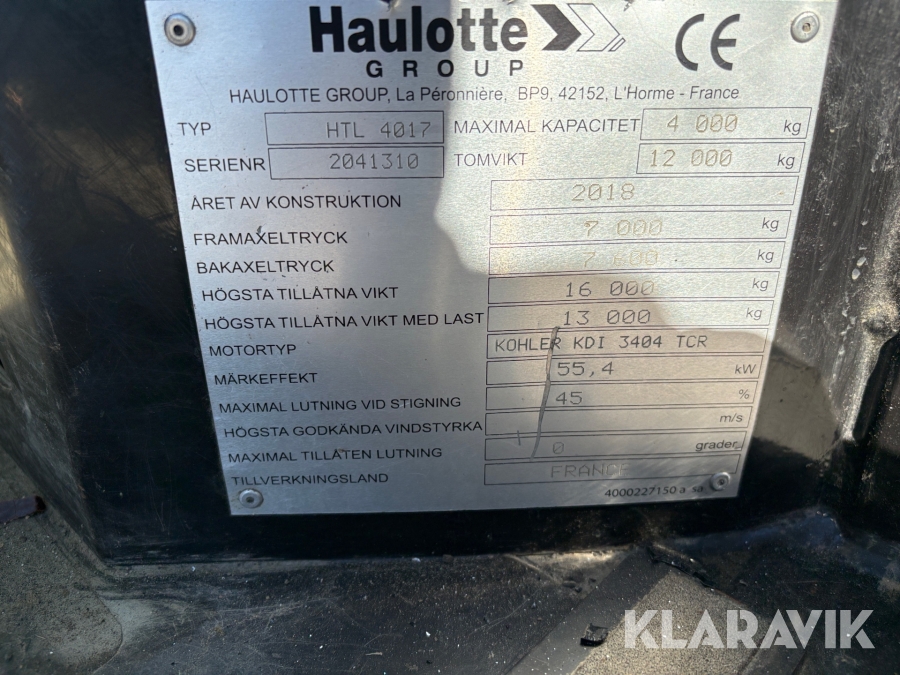 Haulotte
GROUP
CE
HAULOTTE GROUP, La Péronnière, BP9, 42152, L'Horme - France
TYP HTL 4017 MAXIMAL KAPACITET 4 000 kg
SERIENR 2041310 TOMVIKT 12 000 kg
ÅRET AV KONSTRUKTION 2018
FRAMAXELTRYCK 7 000 kg
BAKAXELTRYCK kg
HÖGSTA TILLÅTNA VIKT 16 000 kg
HÖGSTA TILLÅTNA VIKT MED LAST 13 000 kg
MOTORTYP KOHLER KDI 3404 TCR
MÄRKEFFEKT 55,4 kW
MAXIMAL LUTNING VID STIGNING 45 %
HÖGSTA GODKÄNDA VINDSTYRKA m/s
MAXIMAL TILLÅTEN LUTNING 0 grader
TILLVERKNINGSLAND FRANCE
4000227150 a sa
KLARAVIK